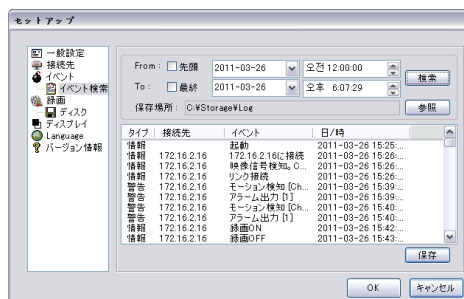 セットアップ
一般設定
接続先
イベント
イベント検索
録画
ディスク
ディスプレイ
Language
バージョン情報
From : 先頭 2011-03-26 오전 12:00:00
To : 最終 2011-03-26 오후 6:07:29
検索
保存場所 : C:¥Storage¥Log 参照
タイプ 接続先 イベント 日/時
情報 起動 2011-03-26 15:25:...
情報 172.16.2.16 172.16.2.16に接続 2011-03-26 15:26:...
情報 172.16.2.16 映像信号検知。C... 2011-03-26 15:26:...
情報 172.16.2.16 リンク接続 2011-03-26 15:26:...
警告 172.16.2.16 モーション検知 [Ch... 2011-03-26 15:39:...
警告 172.16.2.16 アラーム出力 [1] 2011-03-26 15:39:...
警告 172.16.2.16 モーション検知 [Ch... 2011-03-26 15:40:...
警告 172.16.2.16 アラーム出力 [1] 2011-03-26 15:40:...
情報 172.16.2.16 録画ON 2011-03-26 15:42:...
情報 172.16.2.16 録画OFF 2011-03-26 15:43:...
保存
OK キャンセル